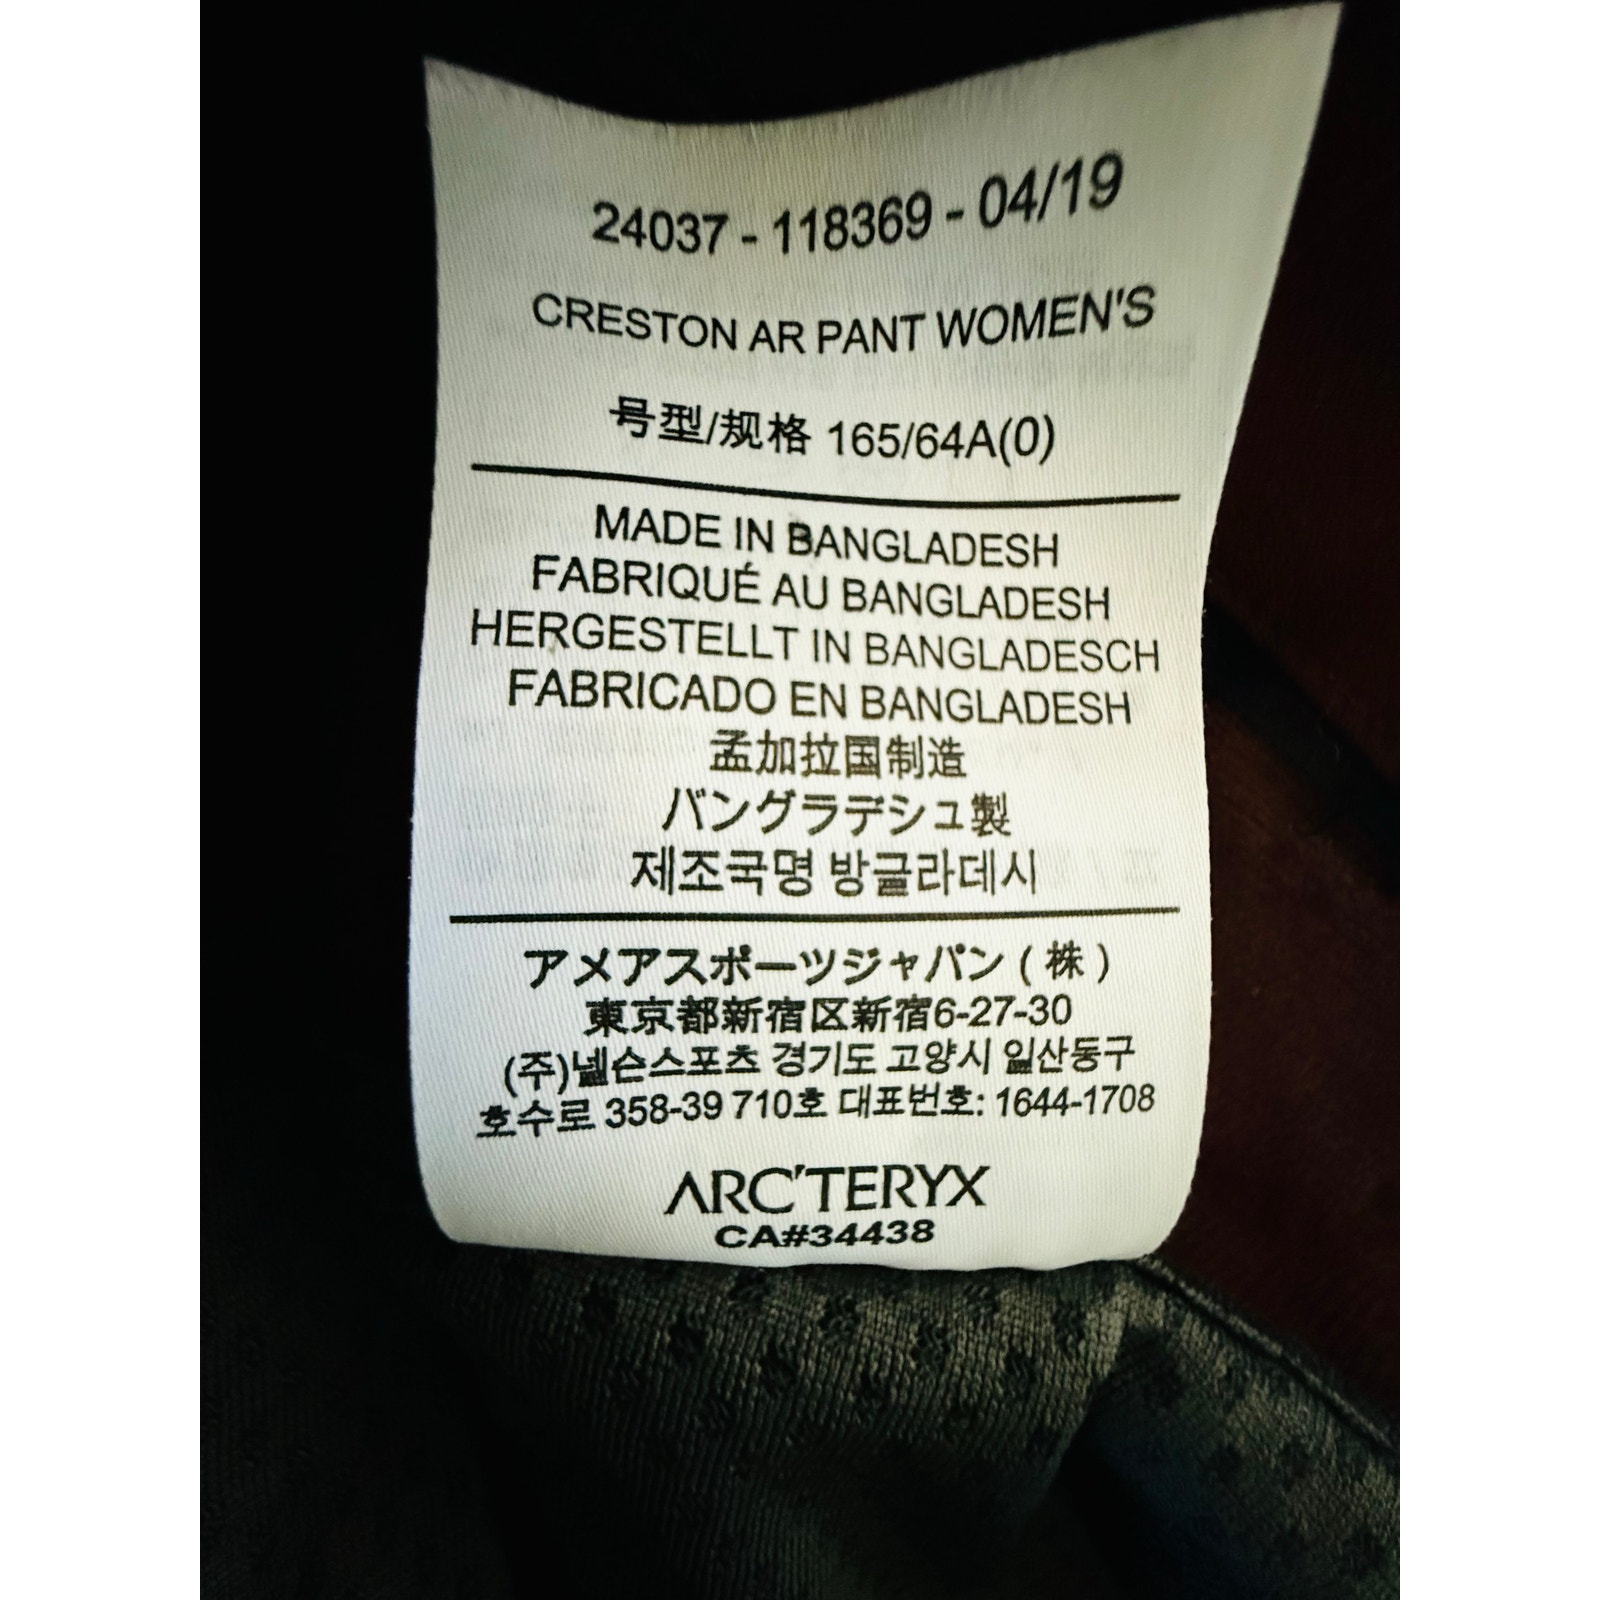 24037 - 118369 - 04/19
CRESTON AR PANT WOMEN'S
号型/规格 165/64A(0)
MADE IN BANGLADESH
FABRIQUÉ AU BANGLADESH
HERGESTELLT IN BANGLADESCH
FABRICADO EN BANGLADESH
孟加拉国制造
バングラデシュ製
제조국명 방글라데시
アメアスポーツジャパン ( 株 )
東京都新宿区新宿6-27-30
(주)넬슨스포츠 경기도 고양시 일산동구
호수로 358-39 710호 대표번호: 1644-1708
ARC'TERYX
CA#34438